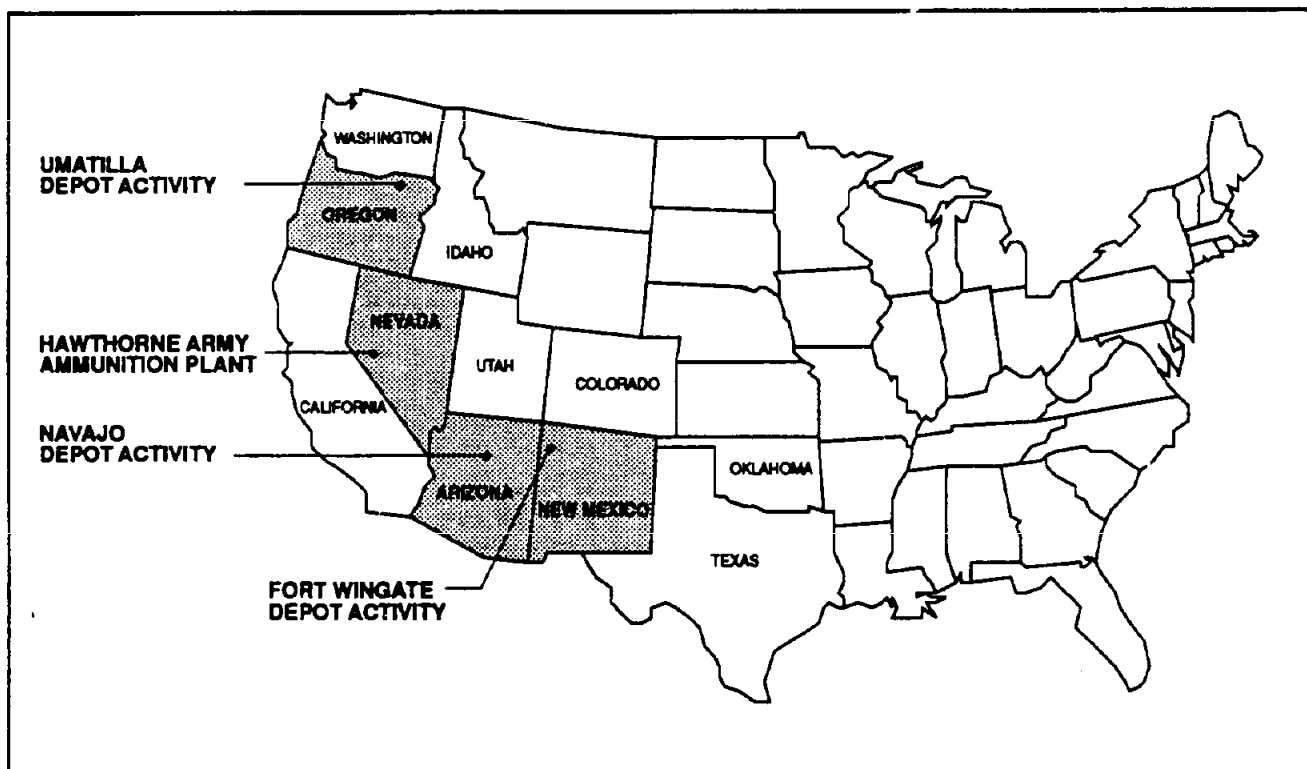 WASHINGTON
UMATILLA
DEPOT ACTIVITY
OREGON
IDAHO
NEVADA
HAWTHORNE ARMY
AMMUNITION PLANT
UTAH
COLORADO
CALIFORNIA
NAVAJO
DEPOT ACTIVITY
OKLAHOMA
ARIZONA
NEW MEXICO
TEXAS
FORT WINGATE
DEPOT ACTIVITY